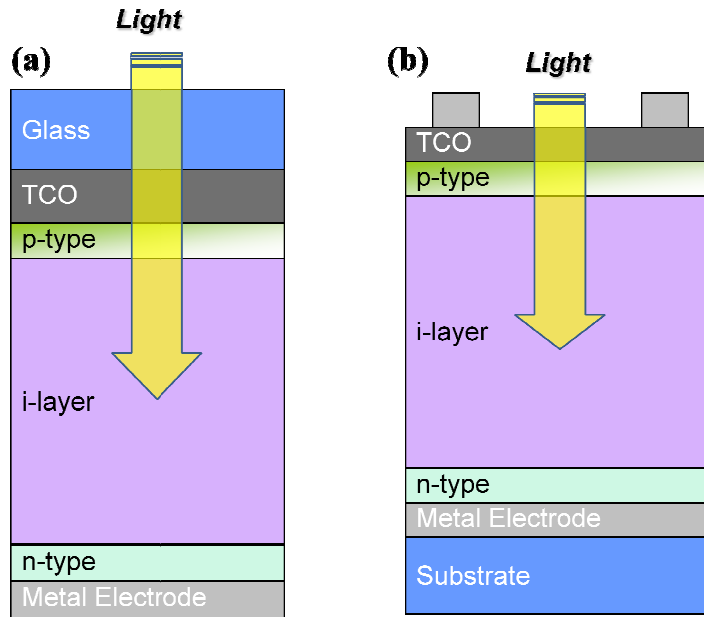 (a)
Light
Glass
TCO
p-type
i-layer
n-type
Metal Electrode
(b)
Light
TCO
p-type
i-layer
n-type
Metal Electrode
Substrate